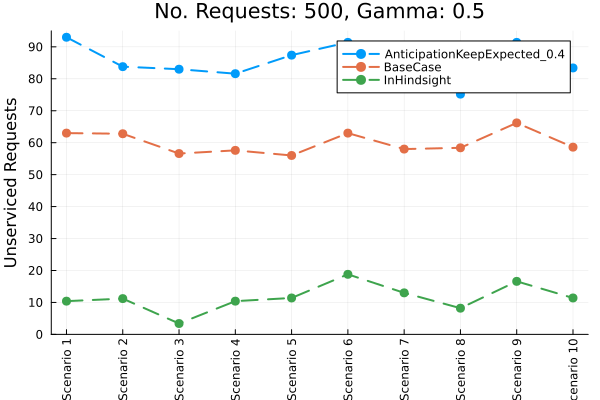 No. Requests: 500, Gamma: 0.5
Unserviced Requests
90
80
70
60
50
40
30
20
10
0
AnticipationKeepExpected_0.4
BaseCase
InHindsight
Scenario 1
Scenario 2
Scenario 3
Scenario 4
Scenario 5
Scenario 6
Scenario 7
Scenario 8
Scenario 9
cenario 10